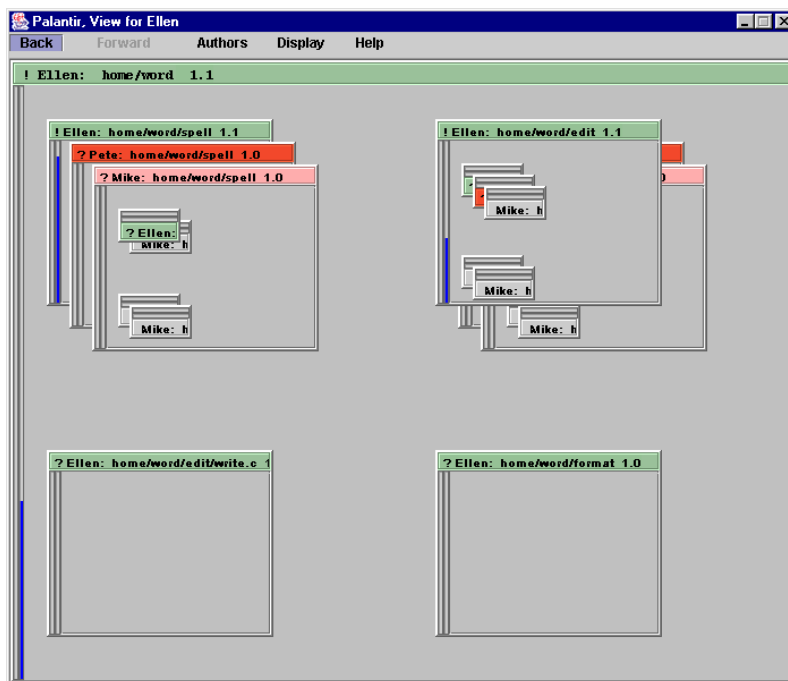 Palantir, View for Ellen
Back Forward Authors Display Help
! Ellen: home/word 1.1
! Ellen: home/word/spell 1.1
? Pete: home/word/spell 1.0
? Mike: home/word/spell 1.0
? Ellen:
Mike: h
Mike: h
! Ellen: home/word/edit 1.1
Mike: h
Mike: h
Mike: h
? Ellen: home/word/edit/write.c 1
? Ellen: home/word/format 1.0